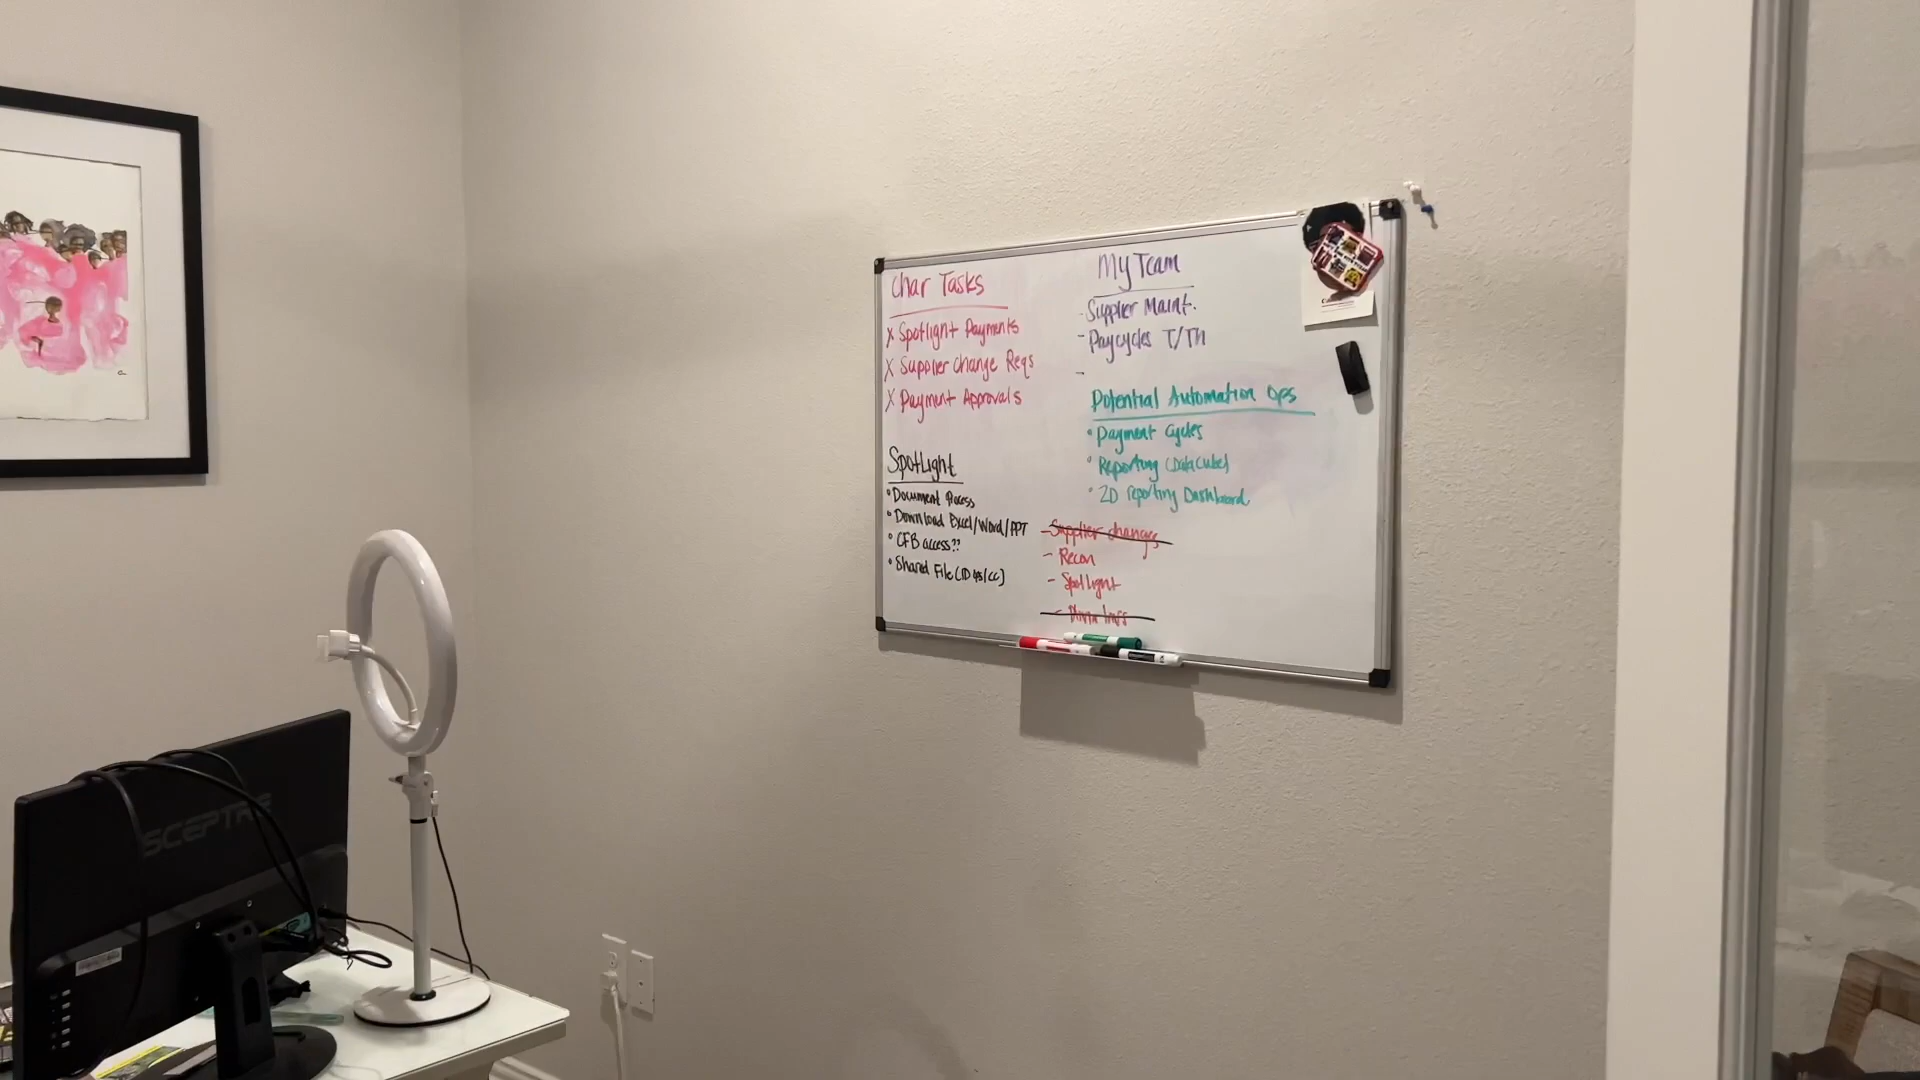 Char Tasks
X Spotlight Payments
X Supplier Change Reqs
X Payment Approvals
Spotlight
• Document Process
• Download Excel/Word/PPT
• CFB access??
• Shared File
My Team
- Supplier Maint.
- Paycycles T/TH
-
Potential Automation Ops
• Payment Cycles
• Reporting (Data Cube)
• 2D reporting Dashboard
- Supplier changes
- Recon
- Spotlight
SCEPTRE